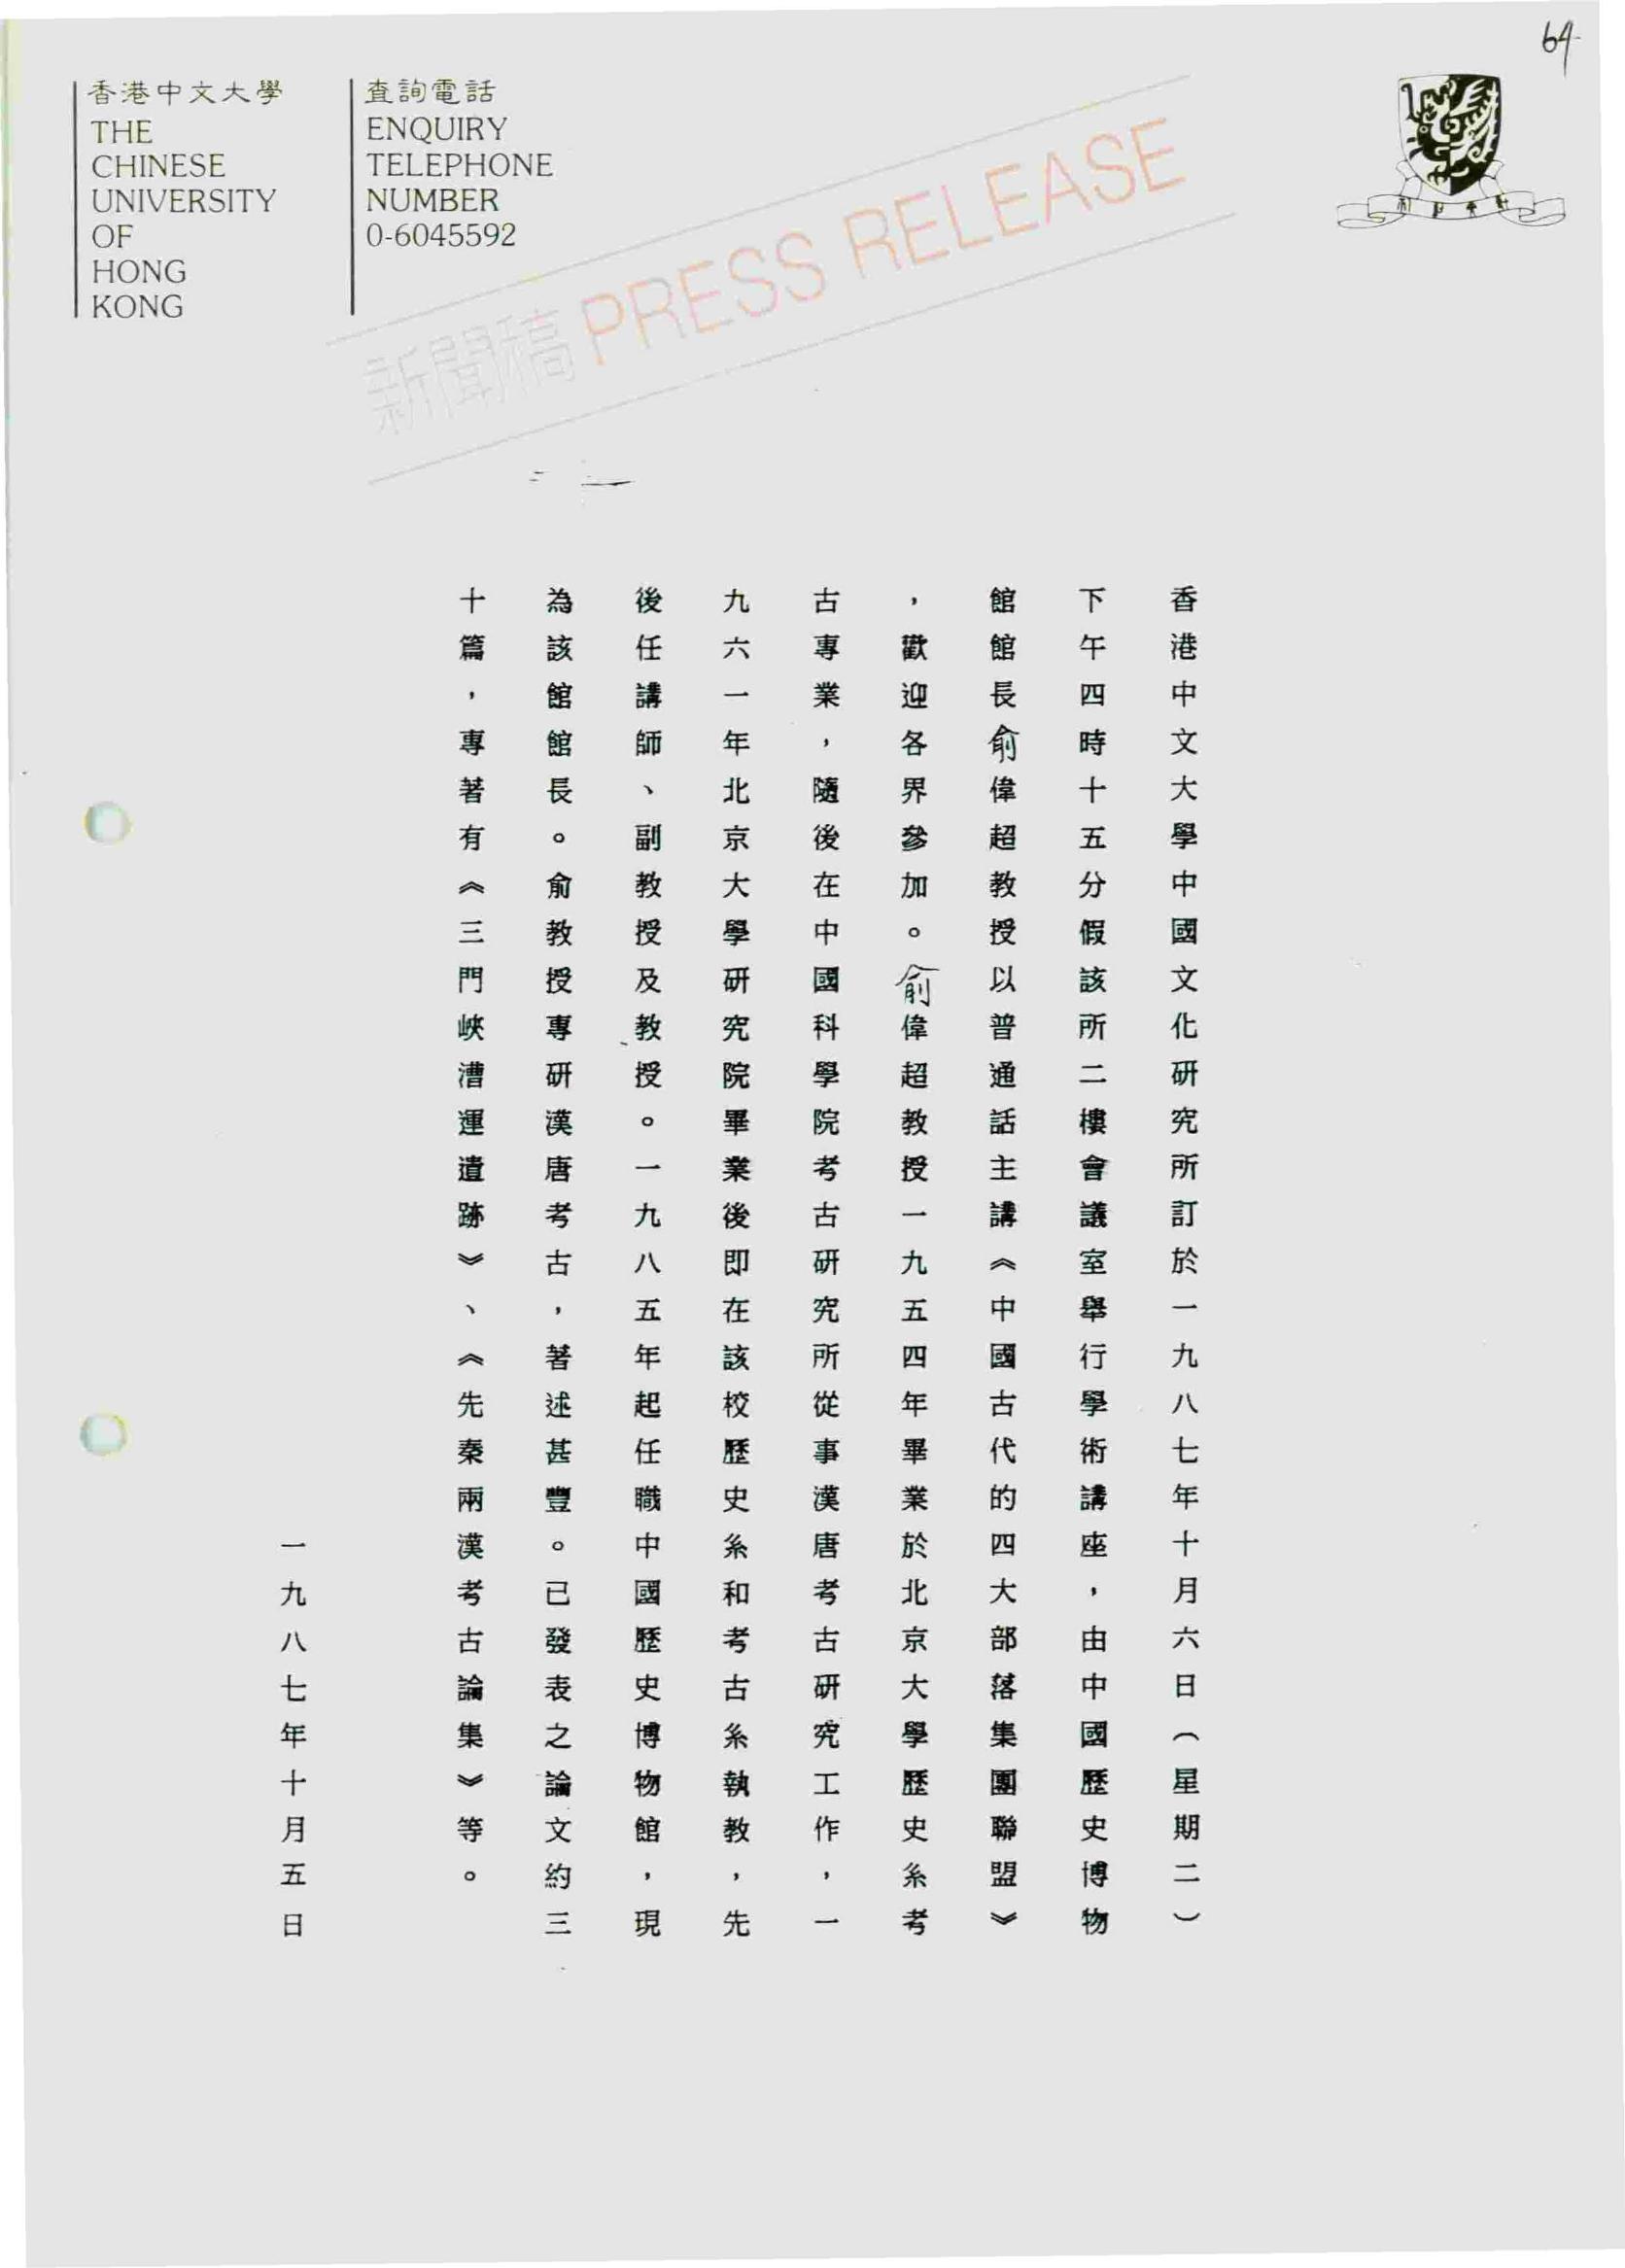 64
香港中文大學
THE
CHINESE
UNIVERSITY
OF
HONG
KONG
查詢電話
ENQUIRY
TELEPHONE
NUMBER
0-6045592
新聞稿 PRESS RELEASE
香港中文大學中國文化研究所訂於一九八七年十月六日（星期二）
下午四時十五分假該所二樓會議室舉行學術講座，由中國歷史博物
館館長俞偉超教授以普通話主講《中國古代的四大部落集團聯盟》
，歡迎各界參加。俞偉超教授一九五四年畢業於北京大學歷史系考
古專業，隨後在中國科學院考古研究所從事漢唐考古研究工作，一
九六一年北京大學研究院畢業後即在該校歷史系和考古系執教，先
後任講師、副教授及教授。一九八五年起任職中國歷史博物館，現
為該館館長。俞教授專研漢唐考古，著述甚豐。已發表之論文約三
十篇，專著有《三門峽漕運遺跡》、《先秦兩漢考古論集》等。
一九八七年十月五日